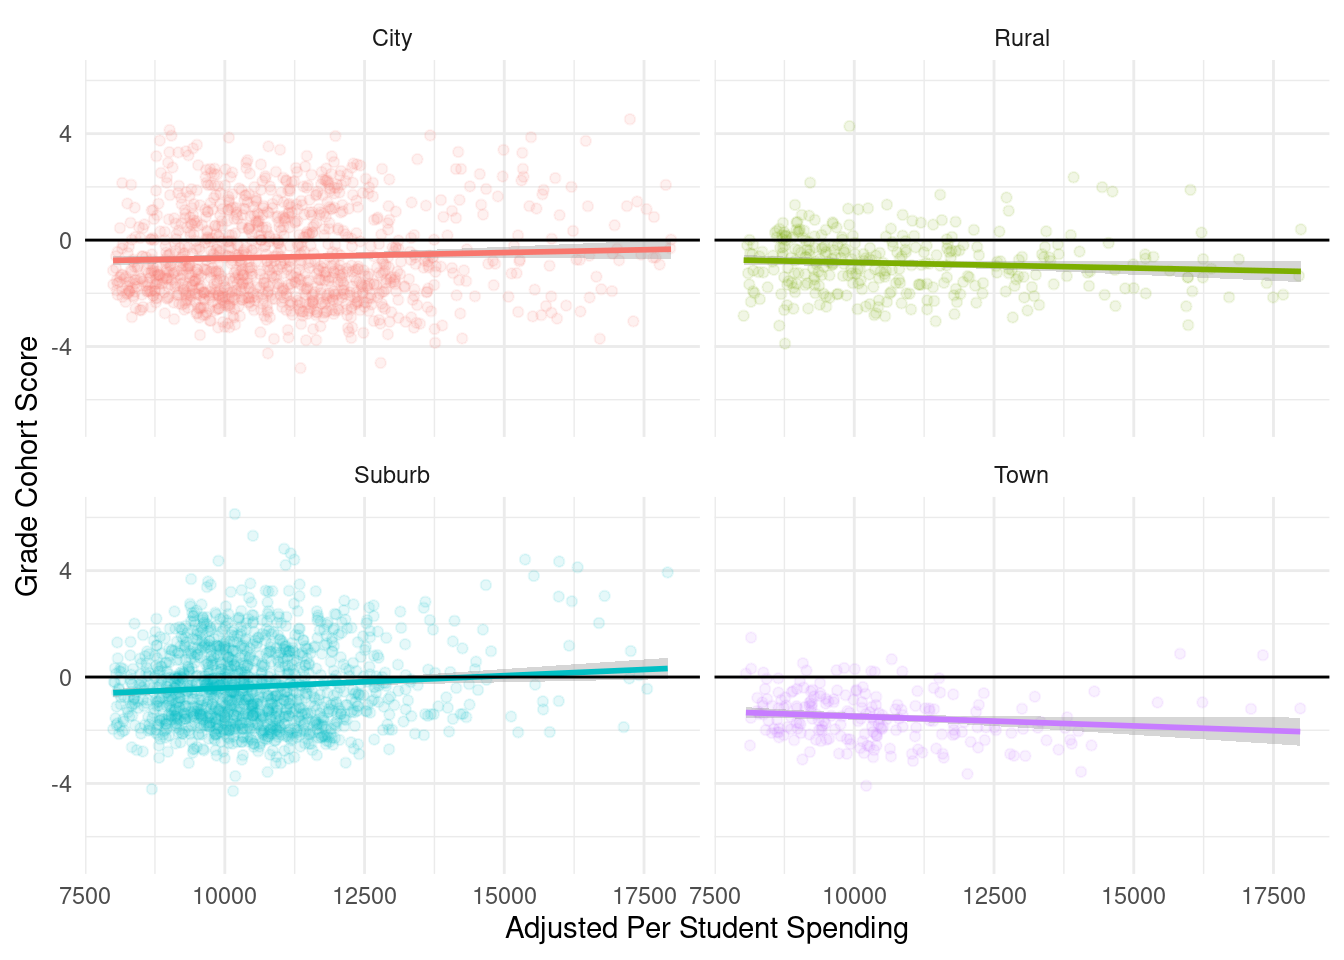 City
Rural
4
0
-4
Suburb
Town
4
0
-4
Grade Cohort Score
7500 10000 12500 15000 17500 7500 10000 12500 15000 17500
Adjusted Per Student Spending